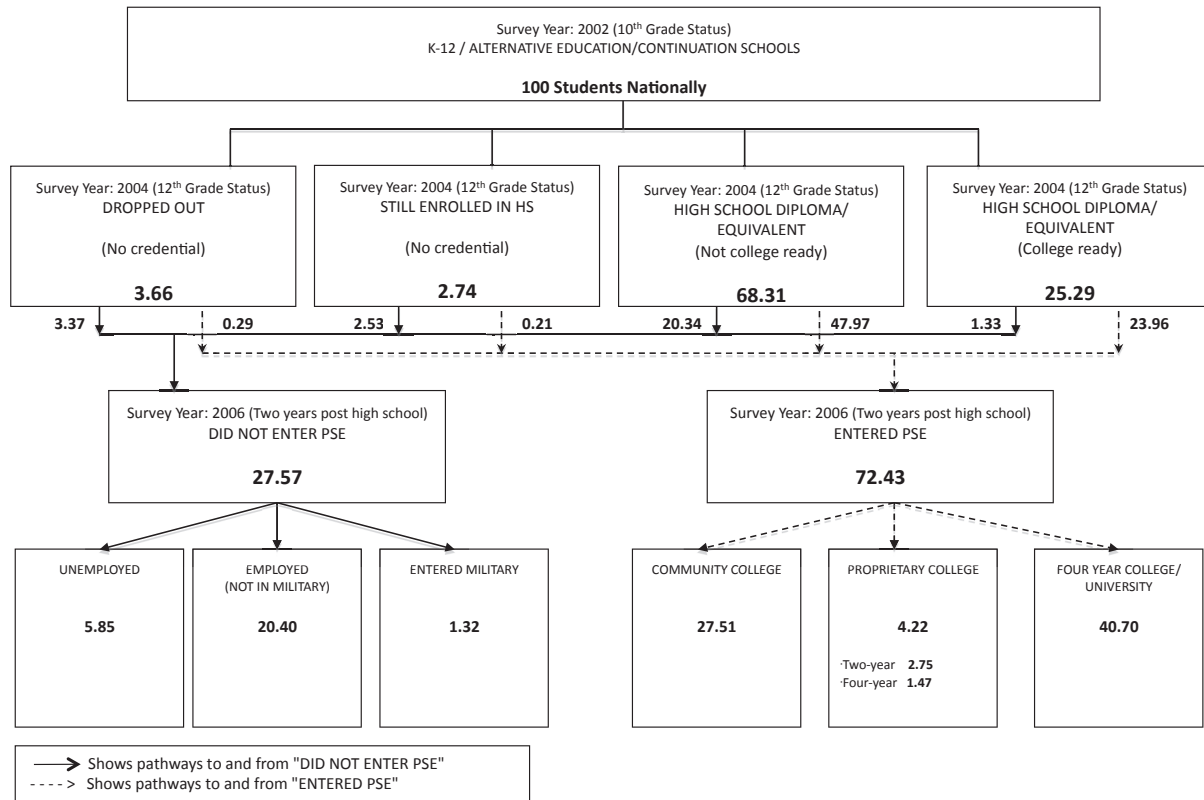 Survey Year: 2002 (10th Grade Status)
K-12 / ALTERNATIVE EDUCATION/CONTINUATION SCHOOLS
100 Students Nationally
Survey Year: 2004 (12th Grade Status)
DROPPED OUT
(No credential)
3.66
Survey Year: 2004 (12th Grade Status)
STILL ENROLLED IN HS
(No credential)
2.74
Survey Year: 2004 (12th Grade Status)
HIGH SCHOOL DIPLOMA/
EQUIVALENT
(Not college ready)
68.31
Survey Year: 2004 (12th Grade Status)
HIGH SCHOOL DIPLOMA/
EQUIVALENT
(College ready)
25.29
3.37 0.29 2.53 0.21 20.34 47.97 1.33 23.96
Survey Year: 2006 (Two years post high school)
DID NOT ENTER PSE
27.57
Survey Year: 2006 (Two years post high school)
ENTERED PSE
72.43
UNEMPLOYED
5.85
EMPLOYED
(NOT IN MILITARY)
20.40
ENTERED MILITARY
1.32
COMMUNITY COLLEGE
27.51
PROPRIETARY COLLEGE
4.22
·Two-year 2.75
·Four-year 1.47
FOUR YEAR COLLEGE/
UNIVERSITY
40.70
Shows pathways to and from "DID NOT ENTER PSE"
Shows pathways to and from "ENTERED PSE"